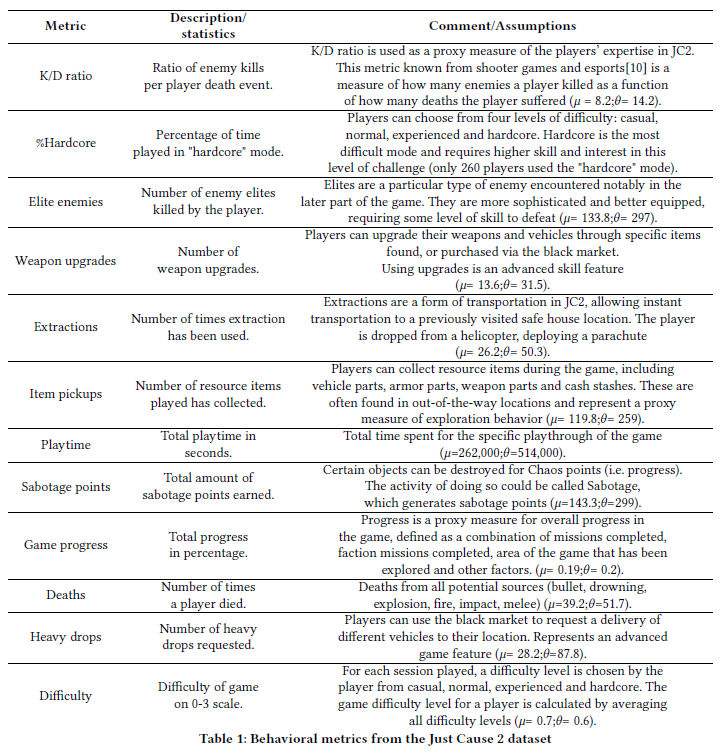 Metric Description/ statistics Comment/Assumptions
K/D ratio
Ratio of enemy kills
per player death event.
K/D ratio is used as a proxy measure of the players' expertise in JC2.
This metric known from shooter games and esports[10] is a
measure of how many enemies a player killed as a function
of how many deaths the player suffered (μ = 8.2;θ= 14.2).
%Hardcore
Percentage of time
played in "hardcore" mode.
Players can choose from four levels of difficulty: casual,
normal, experienced and hardcore. Hardcore is the most
difficult mode and requires higher skill and interest in this
level of challenge (only 260 players used the "hardcore" mode).
Elite enemies
Number of enemy elites
killed by the player.
Elites are a particular type of enemy encountered notably in the
later part of the game. They are more sophisticated and better equipped,
requiring some level of skill to defeat (μ= 133.8;θ= 297).
Weapon upgrades
Number of
weapon upgrades.
Players can upgrade their weapons and vehicles through specific items
found, or purchased via the black market.
Using upgrades is an advanced skill feature
(μ= 13.6;θ= 31.5).
Extractions
Number of times extraction
has been used.
Extractions are a form of transportation in JC2, allowing instant
transportation to a previously visited safe house location. The player
is dropped from a helicopter, deploying a parachute
(μ= 26.2;θ= 50.3).
Item pickups
Number of resource items
played has collected.
Players can collect resource items during the game, including
vehicle parts, armor parts, weapon parts and cash stashes. These are
often found in out-of-the-way locations and represent a proxy
measure of exploration behavior (μ= 119.8;θ= 259).
Playtime
Total playtime in
seconds.
Total time spent for the specific playthrough of the game
(μ=262,000;θ=514,000).
Sabotage points
Total amount of
sabotage points earned.
Certain objects can be destroyed for Chaos points (i.e. progress).
The activity of doing so could be called Sabotage,
which generates sabotage points (μ=143.3;θ=299).
Game progress
Total progress
in percentage.
Progress is a proxy measure for overall progress in
the game, defined as a combination of missions completed,
faction missions completed, area of the game that has been
explored and other factors. (μ= 0.19;θ= 0.2).
Deaths
Number of times
a player died.
Deaths from all potential sources (bullet, drowning,
explosion, fire, impact, melee) (μ=39.2;θ=51.7).
Heavy drops
Number of heavy
drops requested.
Players can use the black market to request a delivery of
different vehicles to their location. Represents an advanced
game feature (μ= 28.2;θ=87.8).
Difficulty
Difficulty of game
on 0-3 scale.
For each session played, a difficulty level is chosen by the
player from casual, normal, experienced and hardcore. The
game difficulty level for a player is calculated by averaging
all difficulty levels (μ= 0.7;θ= 0.6).
Table 1: Behavioral metrics from the Just Cause 2 dataset